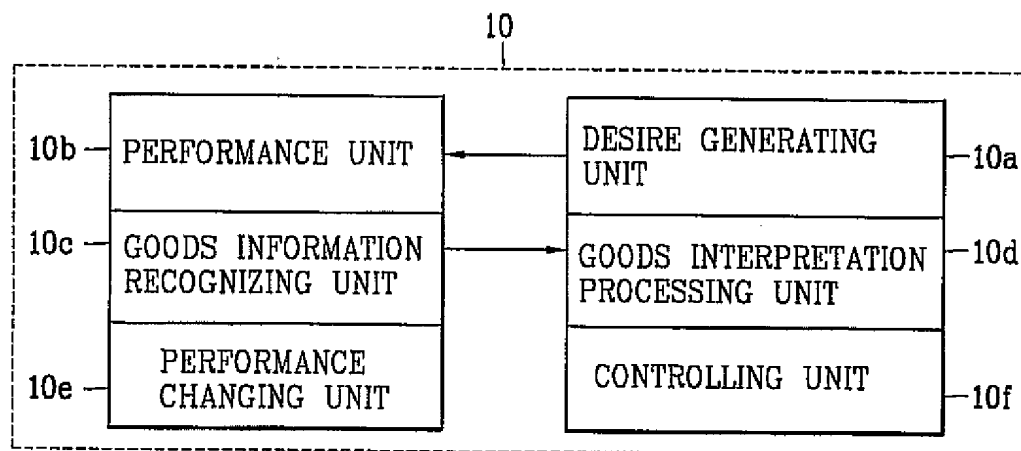 10
10b
PERFORMANCE UNIT
DESIRE GENERATING
UNIT
10a
10c
GOODS INFORMATION
RECOGNIZING UNIT
GOODS INTERPRETATION
PROCESSING UNIT
10d
10e
PERFORMANCE
CHANGING UNIT
CONTROLLING UNIT
10f